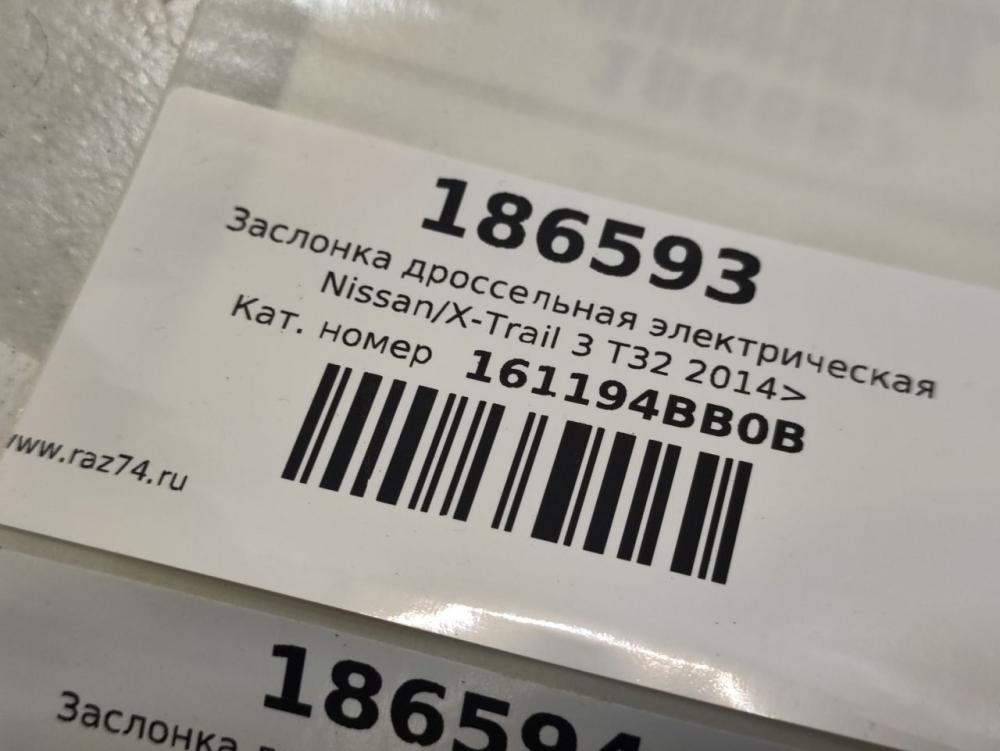 186593
Заслонка дроссельная электрическая
Nissan/X-Trail 3 T32 2014>
Кат. номер 161194BB0B
www.raz74.ru
186594
Заслонка